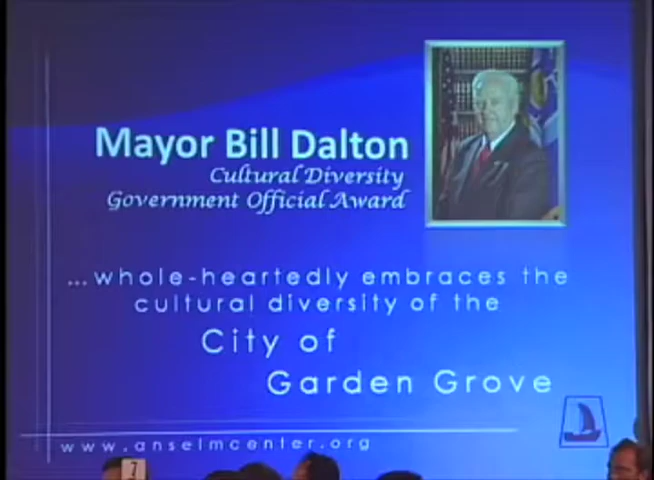 Mayor Bill Dalton
Cultural Diversity
Government Official Award
...whole-heartedly embraces the
cultural diversity of the
City of
Garden Grove
www.anselmcenter.org
7